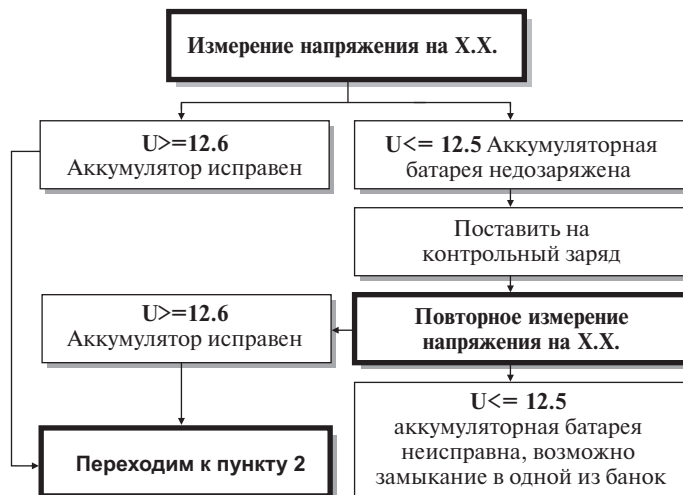 Измерение напряжения на Х.Х.
U>=12.6
Аккумулятор исправен
U<= 12.5 Аккумуляторная
батарея недозаряжена
Поставить на
контрольный заряд
U>=12.6
Аккумулятор исправен
Повторное измерение
напряжения на Х.Х.
U<= 12.5
аккумуляторная батарея
неисправна, возможно
замыкание в одной из банок
Переходим к пункту 2